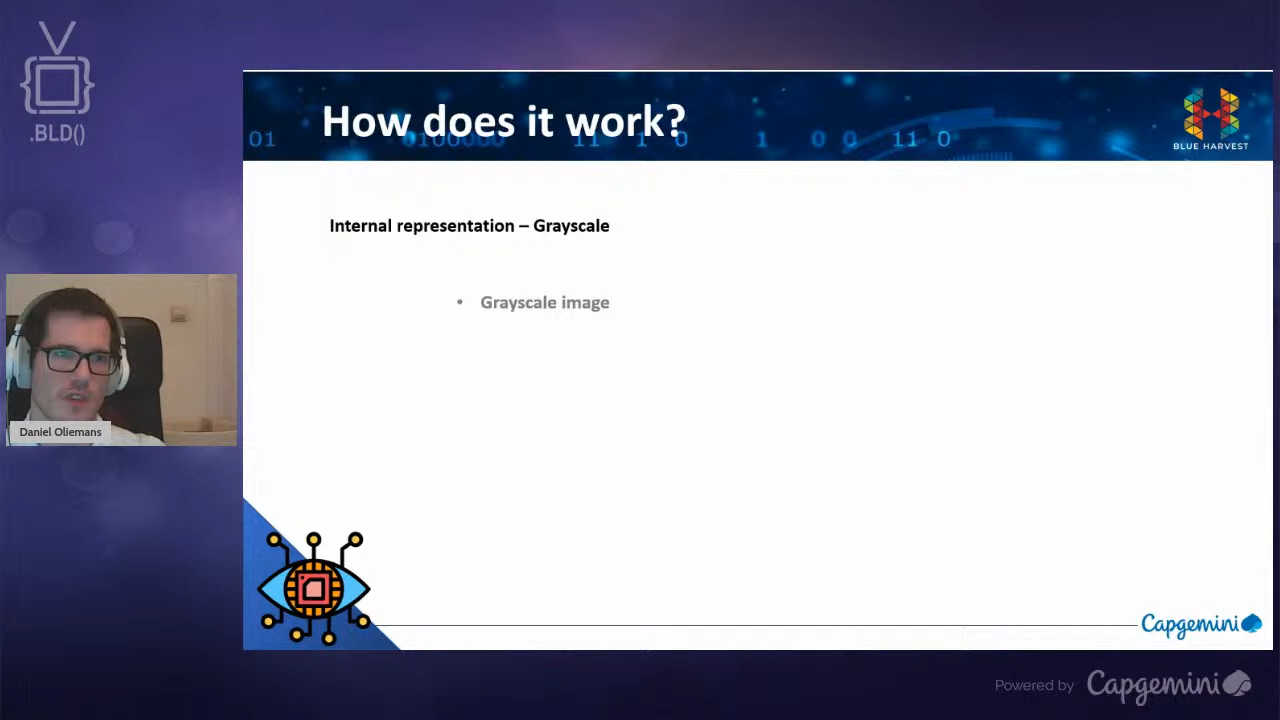 .BLD()
How does it work?
01 0100000 11 1 0 1 0 0 11 0
BLUE HARVEST
Internal representation – Grayscale
• Grayscale image
Daniel Oliemans
Capgemini
Powered by Capgemini